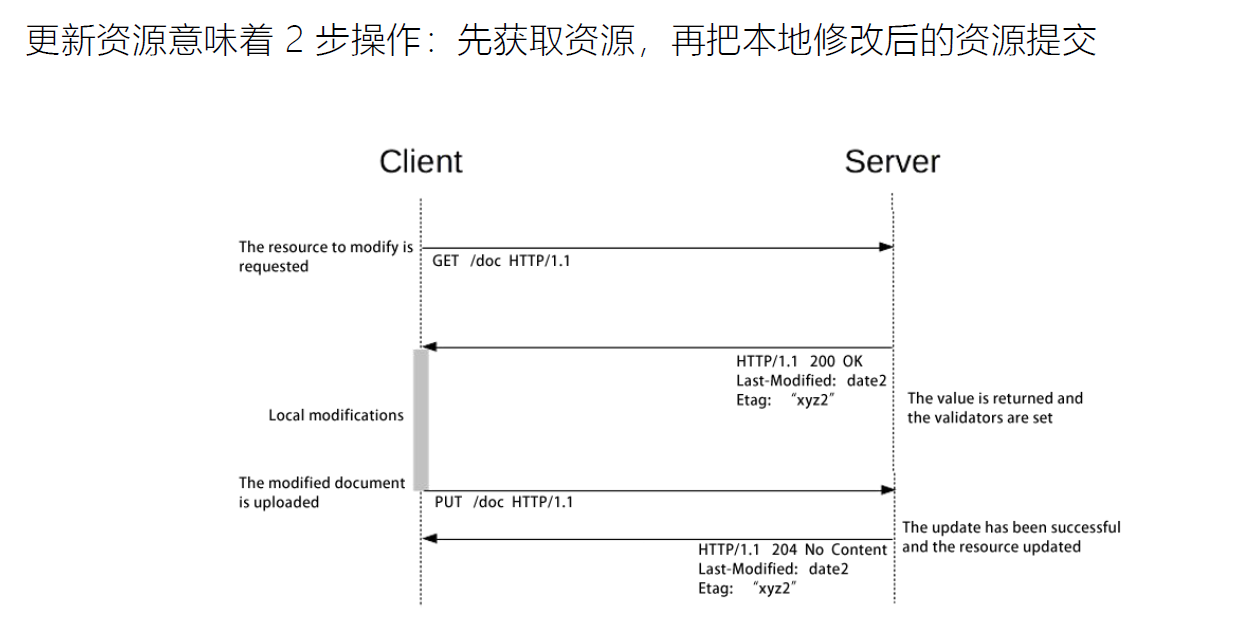 更新资源意味着 2 步操作：先获取资源，再把本地修改后的资源提交
Client
Server
The resource to modify is
requested
GET /doc HTTP/1.1
HTTP/1.1 200 OK
Last-Modified: date2
Etag: “xyz2”
The value is returned and
the validators are set
Local modifications
The modified document
is uploaded
PUT /doc HTTP/1.1
The update has been successful
and the resource updated
HTTP/1.1 204 No Content
Last-Modified: date2
Etag: “xyz2”